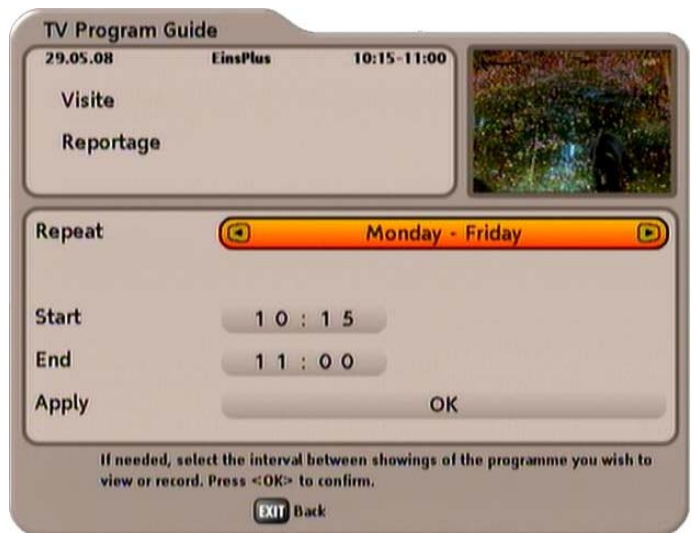 TV Program Guide
29.05.08 EinsPlus 10:15-11:00
Visite
Reportage
Repeat Monday - Friday
Start 10:15
End 11:00
Apply OK
If needed, select the interval between showings of the programme you wish to
view or record. Press <OK> to confirm.
EXIT Back